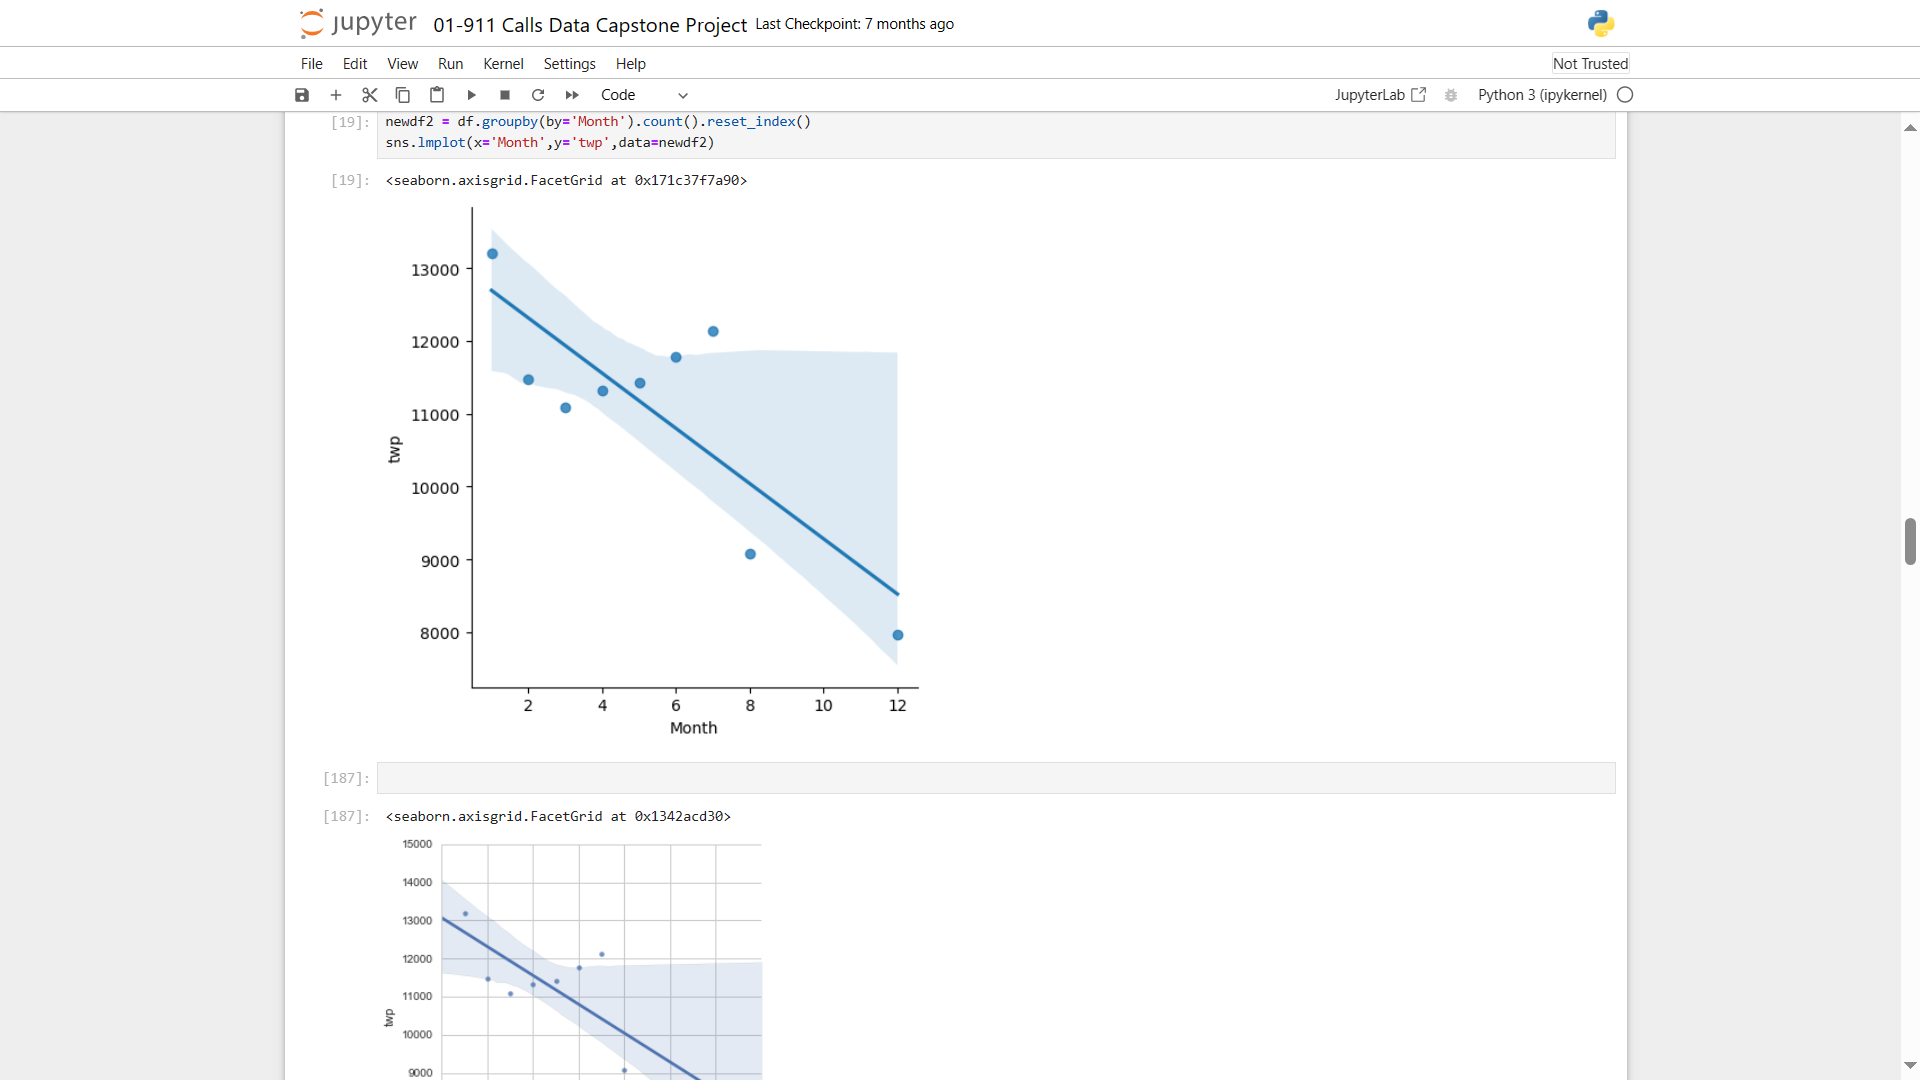 jupyter 01-911 Calls Data Capstone Project Last Checkpoint: 7 months ago
File Edit View Run Kernel Settings Help Not Trusted
Code JupyterLab Python 3 (ipykernel)
[19]: newdf2 = df.groupby(by='Month').count().reset_index()
sns.lmplot(x='Month',y='twp',data=newdf2)
[19]: <seaborn.axisgrid.FacetGrid at 0x171c37f7a90>
13000
12000
11000
twp
10000
9000
8000
2 4 6 8 10 12
Month
[187]:
[187]: <seaborn.axisgrid.FacetGrid at 0x1342acd30>
15000
14000
13000
12000
11000
twp
10000
9000